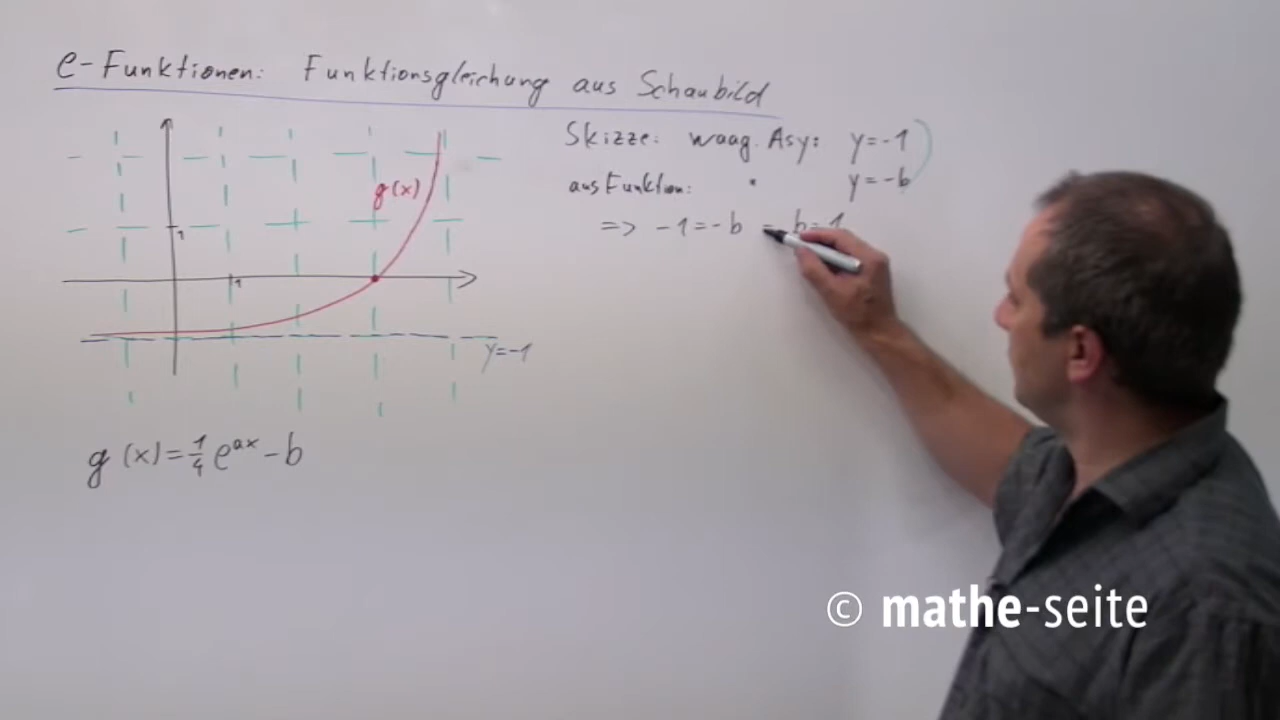 e-Funktionen: Funktionsgleichung aus Schaubild
Skizze: waag. Asy: y=-1
aus Funktion: " y=-b
=> -1=-b = b=1
g(x)
1
1
y=-1
g(x)=1/4 e^ax -b
© mathe-seite